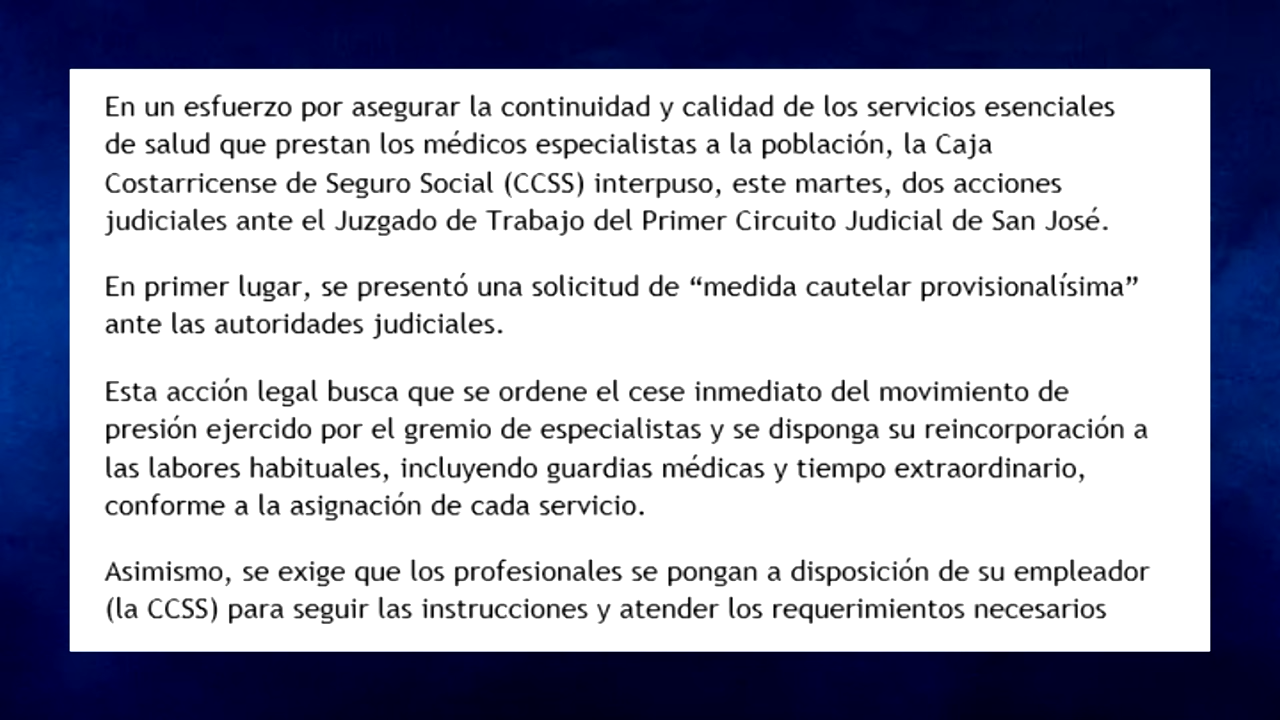 En un esfuerzo por asegurar la continuidad y calidad de los servicios esenciales
de salud que prestan los médicos especialistas a la población, la Caja
Costarricense de Seguro Social (CCSS) interpuso, este martes, dos acciones
judiciales ante el Juzgado de Trabajo del Primer Circuito Judicial de San José.
En primer lugar, se presentó una solicitud de “medida cautelar provisionalísima”
ante las autoridades judiciales.
Esta acción legal busca que se ordene el cese inmediato del movimiento de
presión ejercido por el gremio de especialistas y se disponga su reincorporación a
las labores habituales, incluyendo guardias médicas y tiempo extraordinario,
conforme a la asignación de cada servicio.
Asimismo, se exige que los profesionales se pongan a disposición de su empleador
(la CCSS) para seguir las instrucciones y atender los requerimientos necesarios